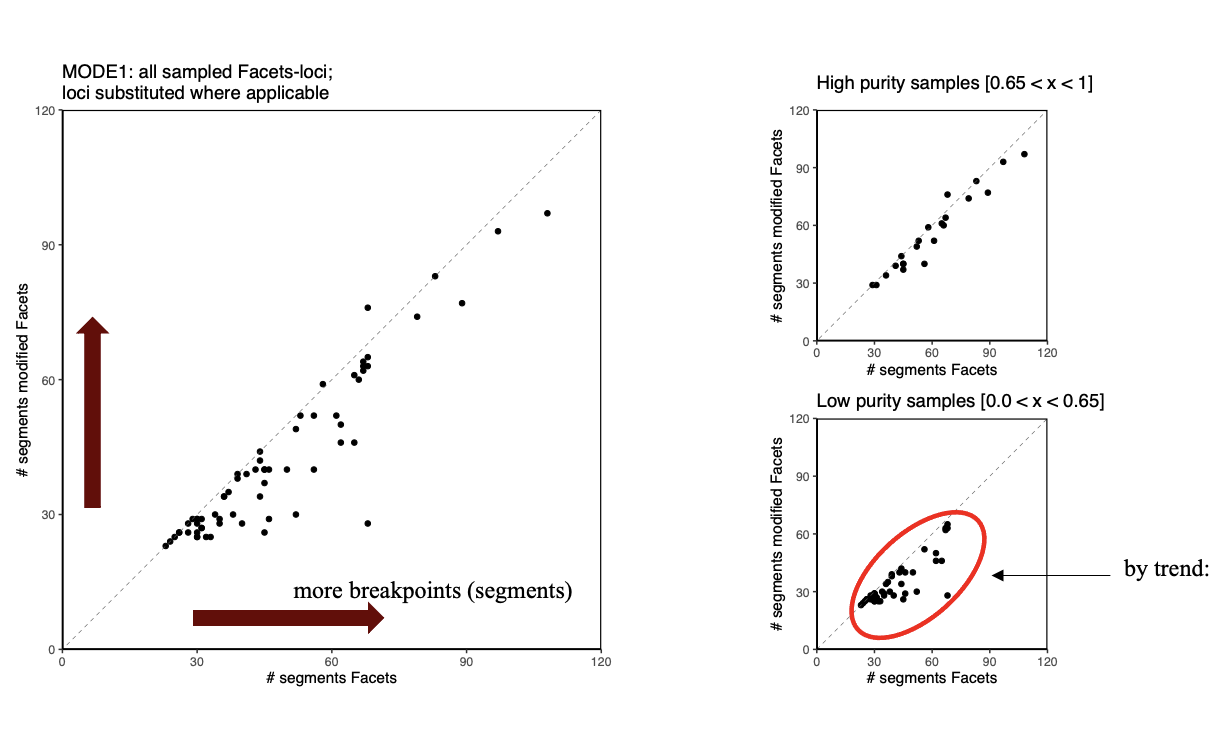 MODE1: all sampled Facets-loci;
loci substituted where applicable
120
90
60
30
0
# segments modified Facets
more breakpoints (segments)
0 30 60 90 120
# segments Facets
High purity samples [0.65 < x < 1]
120
90
60
30
0
# segments modified Facets
0 30 60 90 120
# segments Facets
Low purity samples [0.0 < x < 0.65]
120
90
60
30
0
# segments modified Facets
by trend:
0 30 60 90 120
# segments Facets